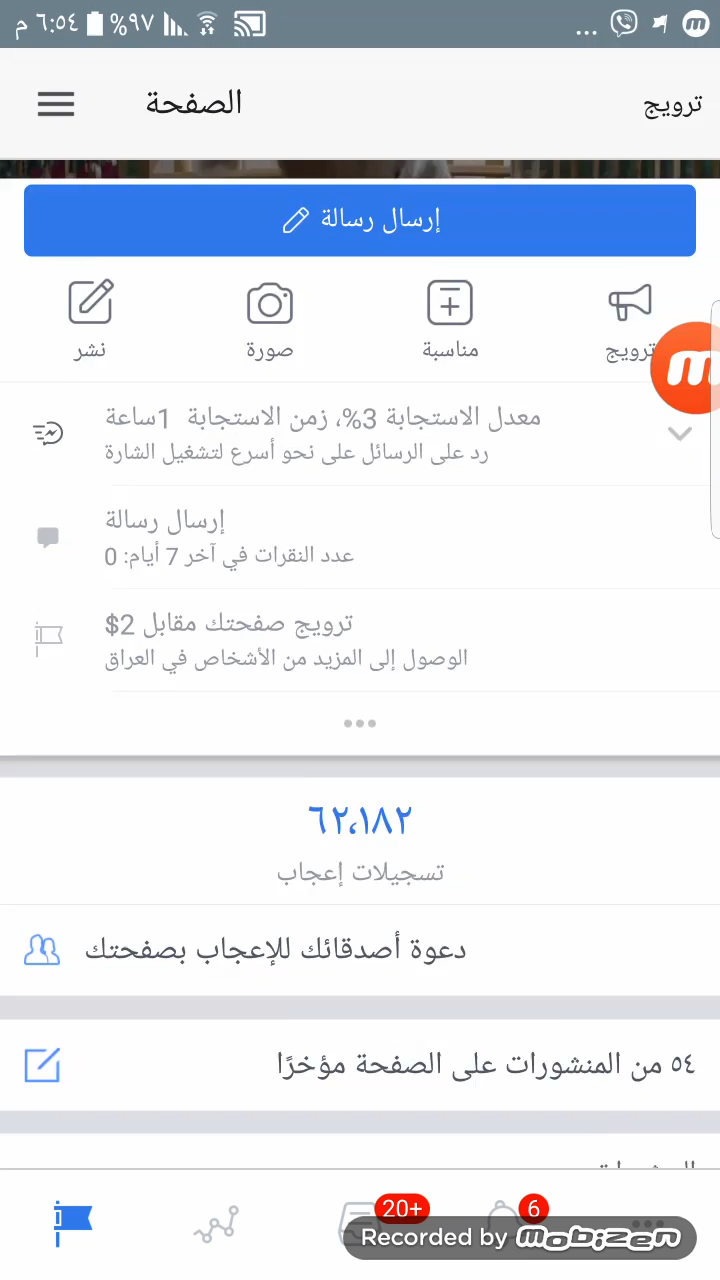 ٦:٥٤ م %٩٧
الصفحة
ترويج
إرسال رسالة
ترويج
مناسبة
صورة
نشر
معدل الاستجابة 3%، زمن الاستجابة 1ساعة
رد على الرسائل على نحو أسرع لتشغيل الشارة
إرسال رسالة
عدد النقرات في آخر 7 أيام: 0
ترويج صفحتك مقابل 2$
الوصول إلى المزيد من الأشخاص في العراق
٦٢،١٨٢
تسجيلات إعجاب
دعوة أصدقائك للإعجاب بصفحتك
٥٤ من المنشورات على الصفحة مؤخرًا
20+
6
Recorded by mobizen